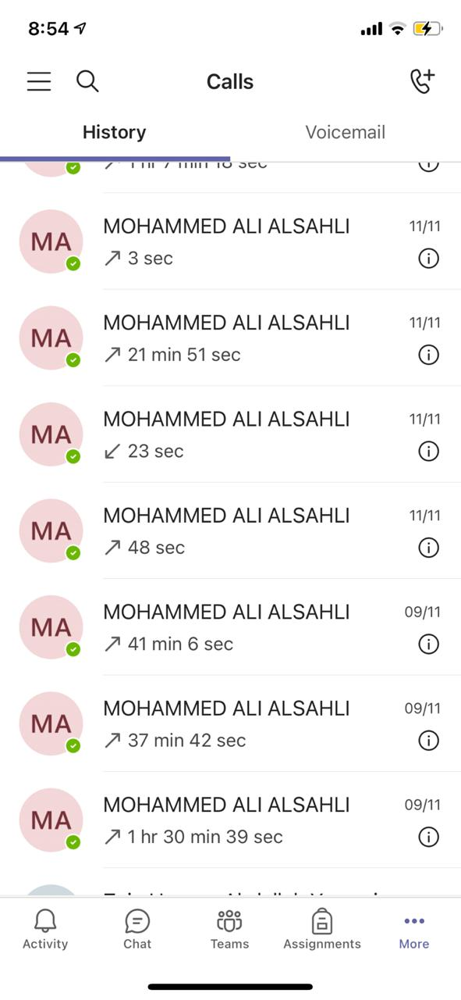 8:54
Calls
History
Voicemail
1 hr 7 min 18 sec
MA
MOHAMMED ALI ALSAHLI
11/11
3 sec
MA
MOHAMMED ALI ALSAHLI
11/11
21 min 51 sec
MA
MOHAMMED ALI ALSAHLI
11/11
23 sec
MA
MOHAMMED ALI ALSAHLI
11/11
48 sec
MA
MOHAMMED ALI ALSAHLI
09/11
41 min 6 sec
MA
MOHAMMED ALI ALSAHLI
09/11
37 min 42 sec
MA
MOHAMMED ALI ALSAHLI
09/11
1 hr 30 min 39 sec
Activity
Chat
Teams
Assignments
More